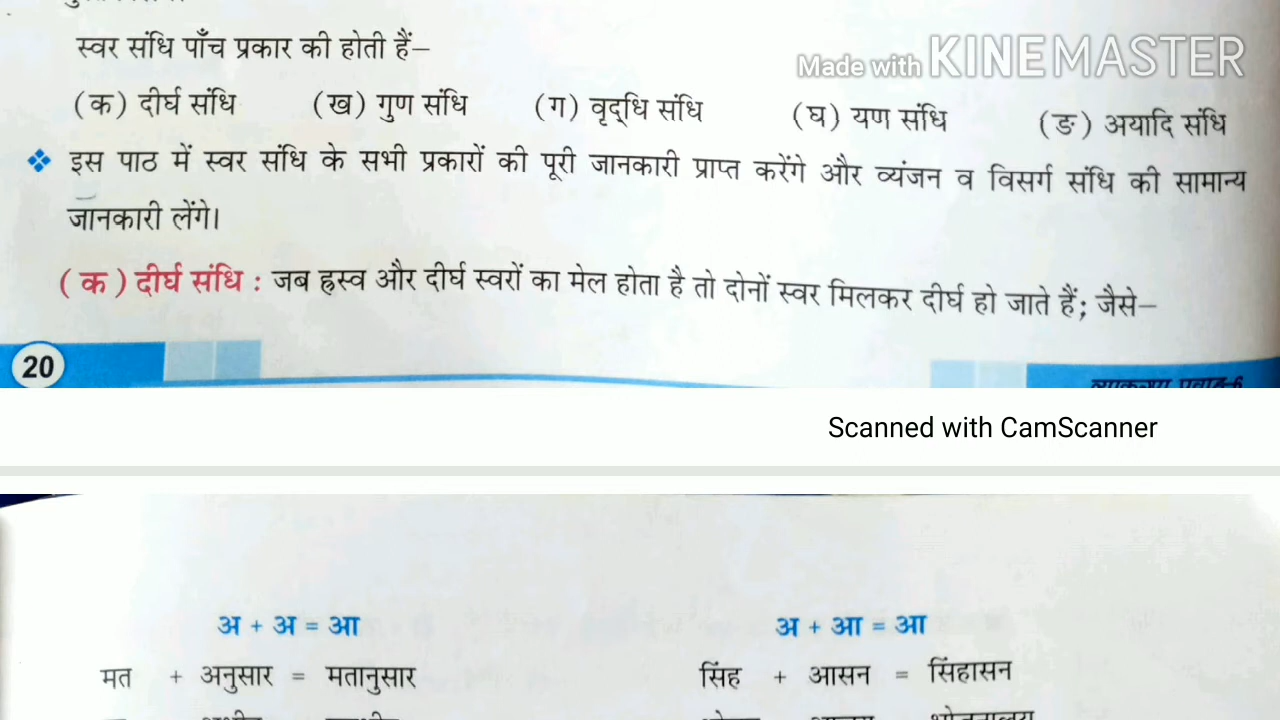 स्वर संधि पाँच प्रकार की होती हैं–
Made with KINEMASTER
(क) दीर्घ संधि (ख) गुण संधि (ग) वृद्‌धि संधि (घ) यण संधि (ङ) अयादि संधि
❖ इस पाठ में स्वर संधि के सभी प्रकारों की पूरी जानकारी प्राप्त करेंगे और व्यंजन व विसर्ग संधि की सामान्य
जानकारी लेंगे।
(क) दीर्घ संधि : जब ह्रस्व और दीर्घ स्वरों का मेल होता है तो दोनों स्वर मिलकर दीर्घ हो जाते हैं; जैसे–
20
Scanned with CamScanner
अ + अ = आ अ + आ = आ
मत + अनुसार = मतानुसार सिंह + आसन = सिंहासन